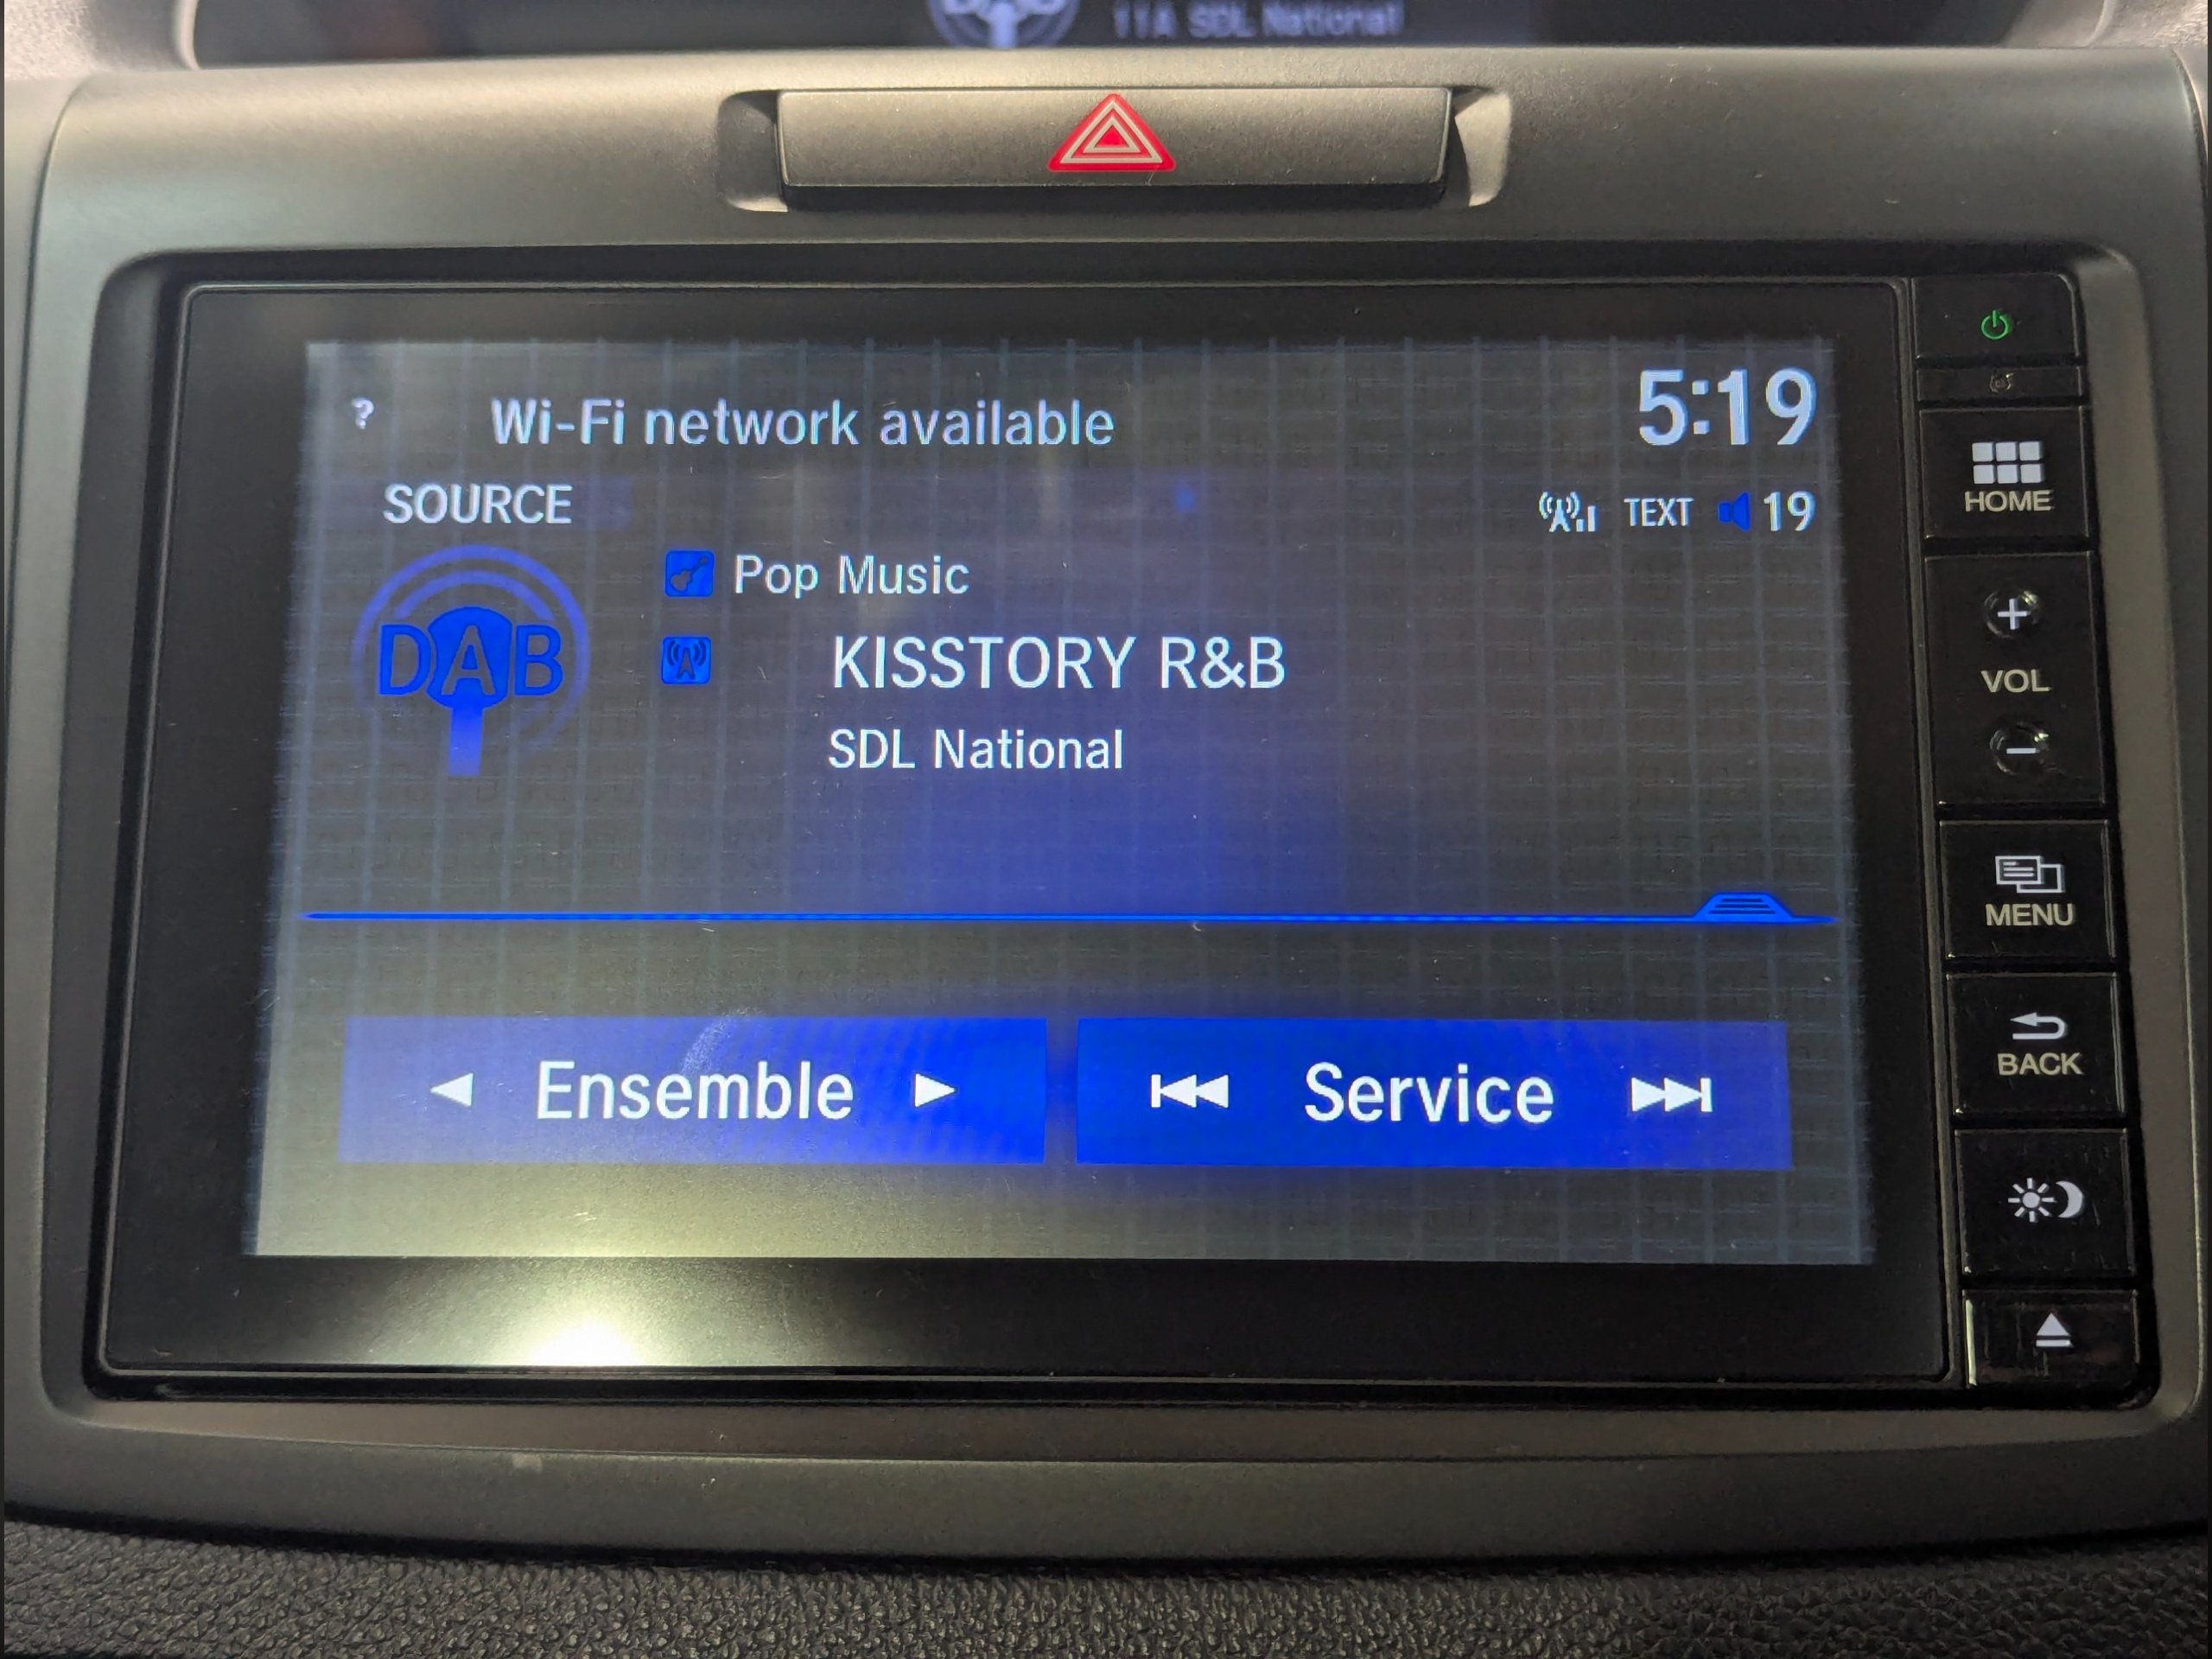 11A SDL National
? Wi-Fi network available 5:19
SOURCE TEXT 19
Pop Music
DAB
KISSTORY R&B
SDL National
Ensemble Service
HOME
+
VOL
-
MENU
BACK